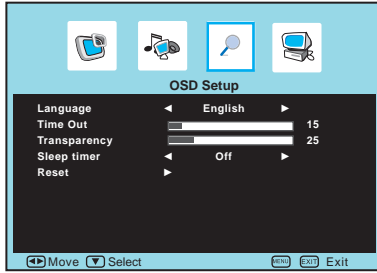 OSD Setup
Language ◄ English ►
Time Out 15
Transparency 25
Sleep timer ◄ Off ►
Reset ►
◄► Move ▼ Select MENU EXIT Exit